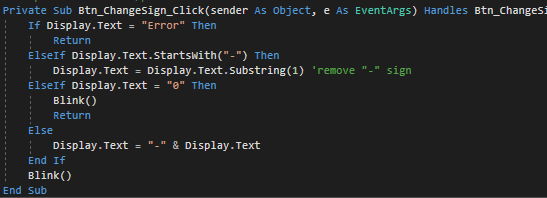 Private Sub Btn_ChangeSign_Click(sender As Object, e As EventArgs) Handles Btn_ChangeSi
If Display.Text = "Error" Then
Return
ElseIf Display.Text.StartsWith("-") Then
Display.Text = Display.Text.Substring(1) 'remove "-" sign
ElseIf Display.Text = "0" Then
Blink()
Return
Else
Display.Text = "-" & Display.Text
End If
Blink()
End Sub